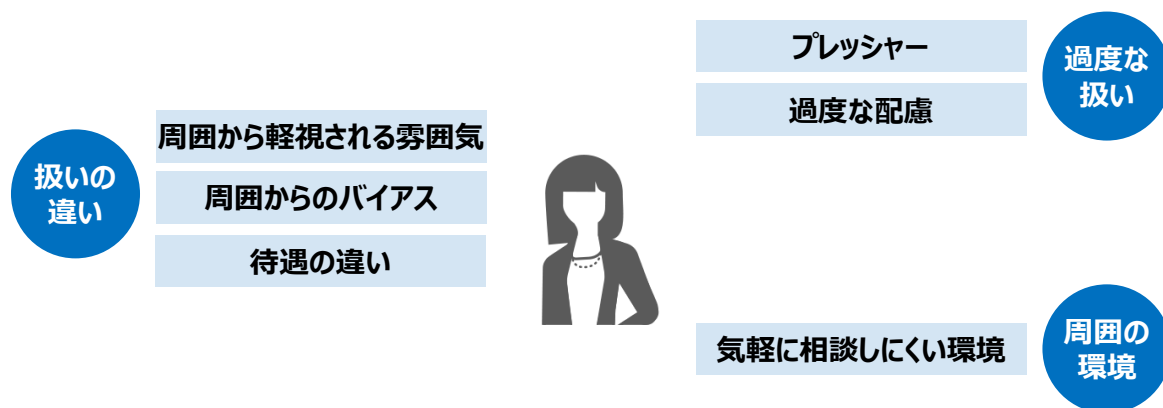 扱いの
違い
周囲から軽視される雰囲気
周囲からのバイアス
待遇の違い
プレッシャー
過度な配慮
過度な
扱い
気軽に相談しにくい環境
周囲の
環境